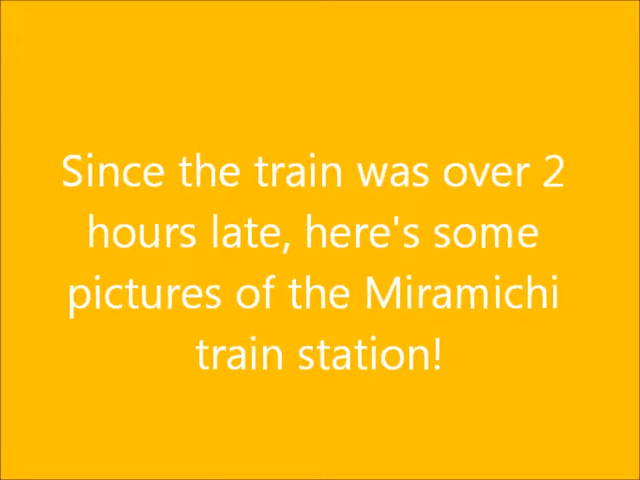 Since the train was over 2
hours late, here's some
pictures of the Miramichi
train station!